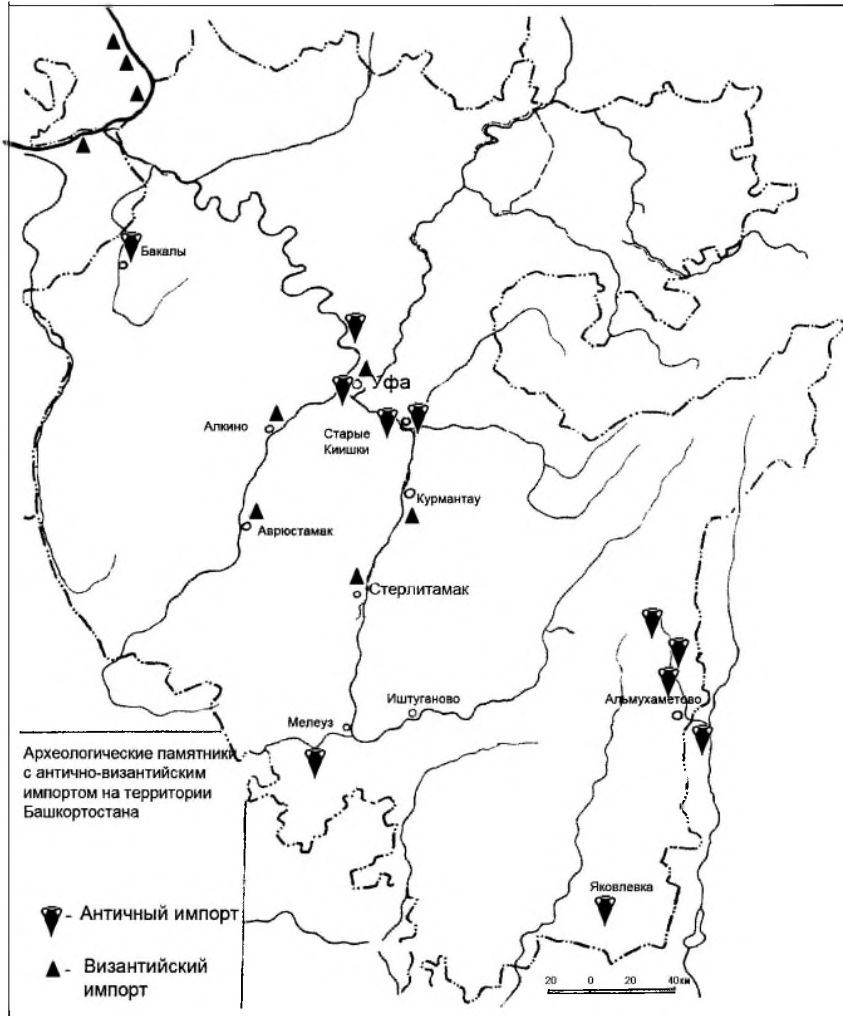 Бакалы
Уфа
Алкино
Старые
Киишки
Курмантау
Аврюстамак
Стерлитамак
Иштуганово
Альмухаметово
Мелеуз
Археологические памятники
с антично-византийским
импортом на территории
Башкортостана
Яковлевка
- Античный импорт
- Византийский
импорт
20 0 20 40км